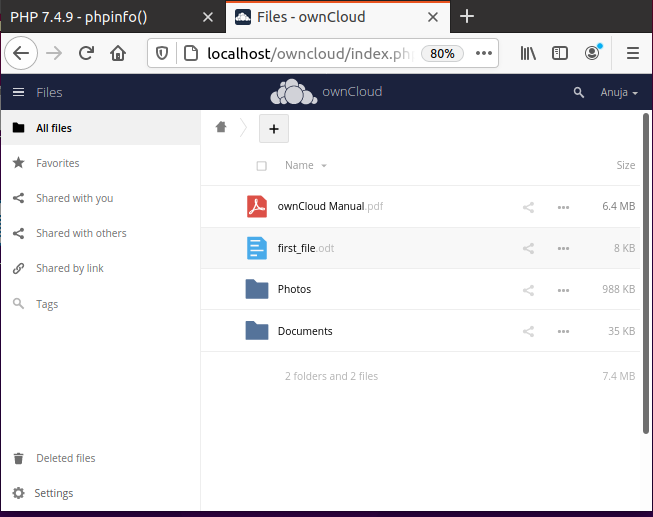 PHP 7.4.9 - phpinfo()
Files - ownCloud
localhost/owncloud/index.php
80%
Files
ownCloud
Anuja
All files
Favorites
Shared with you
Shared with others
Shared by link
Tags
Deleted files
Settings
Name
Size
ownCloud Manual.pdf 6.4 MB
first_file.odt 8 KB
Photos 988 KB
Documents 35 KB
2 folders and 2 files 7.4 MB